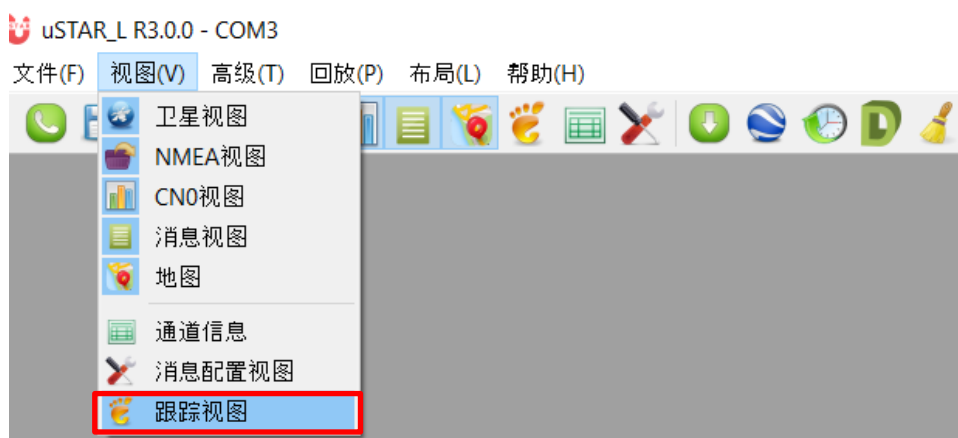 uSTAR_L R3.0.0 - COM3
文件(F) 视图(V) 高级(T) 回放(P) 布局(L) 帮助(H)
卫星视图
NMEA视图
CN0视图
消息视图
地图
通道信息
消息配置视图
跟踪视图